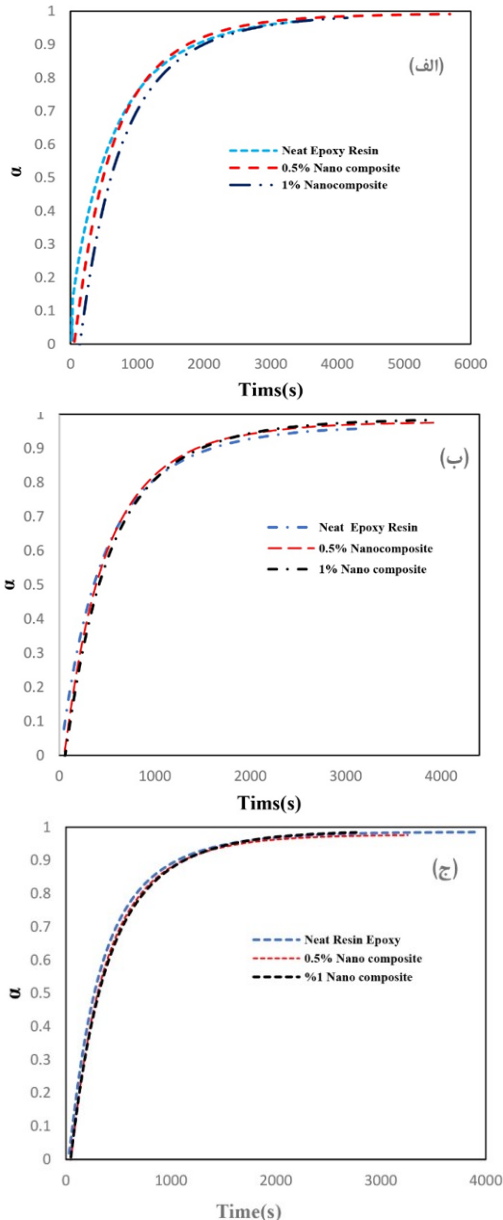 1
0.9
(الف)
0.8
0.7
0.6
Neat Epoxy Resin
α
0.5
0.5% Nano composite
1% Nanocomposite
0.4
0.3
0.2
0.1
0
0 1000 2000 3000 4000 5000 6000
Tims(s)
1
0.9
(ب)
0.8
0.7
Neat Epoxy Resin
0.6
0.5% Nanocomposite
α
0.5
1% Nano composite
0.4
0.3
0.2
0.1
0
0 1000 2000 3000 4000
Tims(s)
1
0.9
(ج)
0.8
0.7
Neat Resin Epoxy
0.6
0.5% Nano composite
%1 Nano composite
α
0.5
0.4
0.3
0.2
0.1
0
0 1000 2000 3000 4000
Time(s)